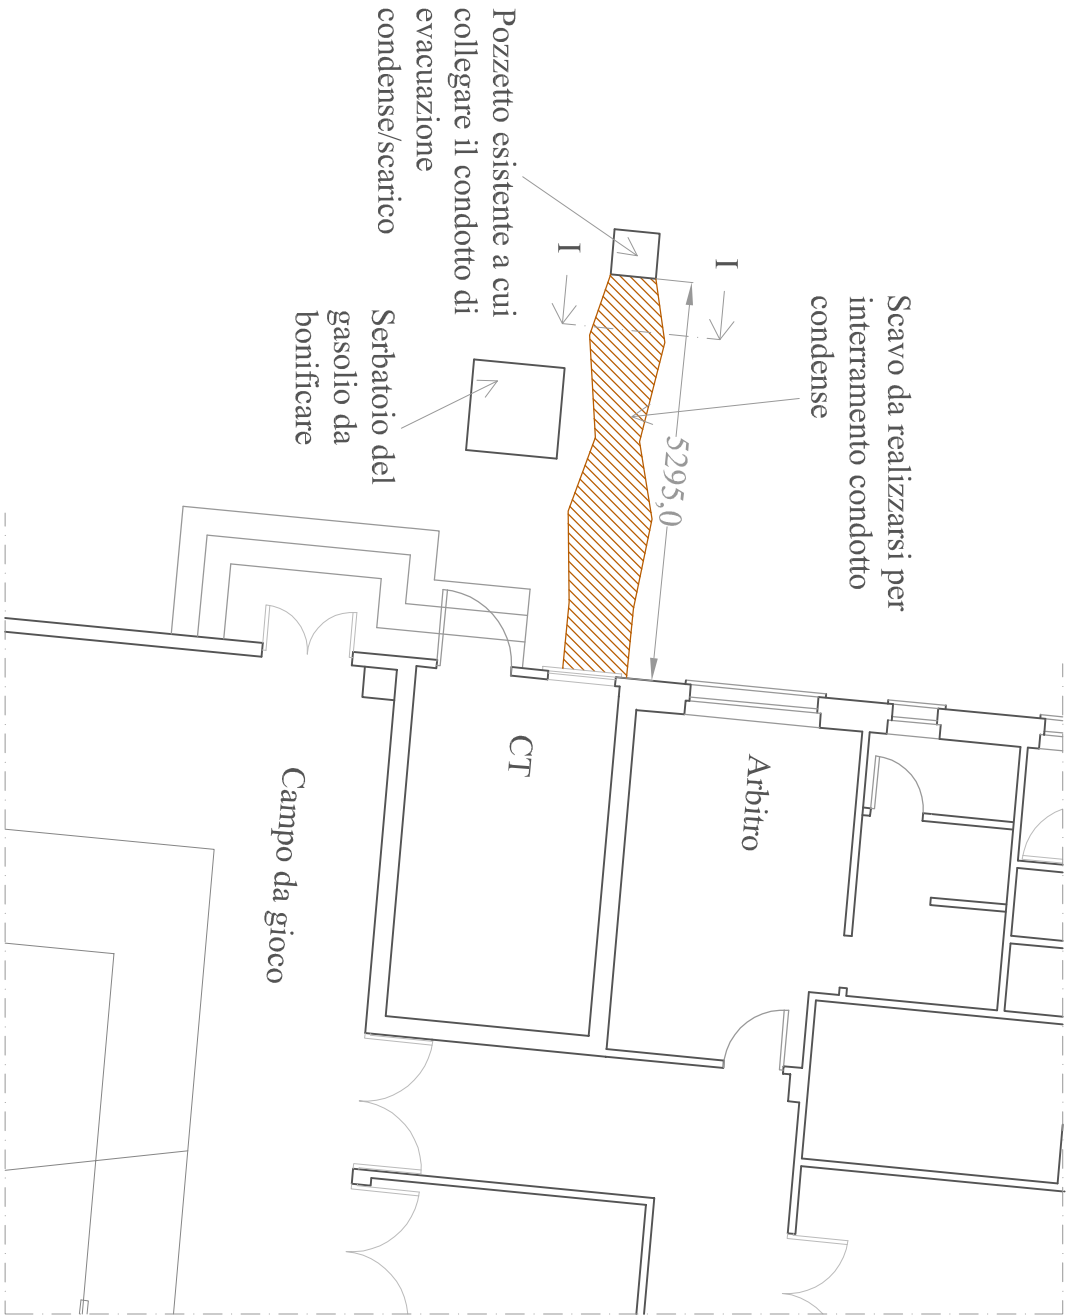 Pozzetto esistente a cui
collegare il condotto di
evacuazione
condense/scarico
I
I
Scavo da realizzarsi per
interramento condotto
condense
Serbatoio del
gasolio da
bonificare
5295,0
CT
Arbitro
Campo da gioco